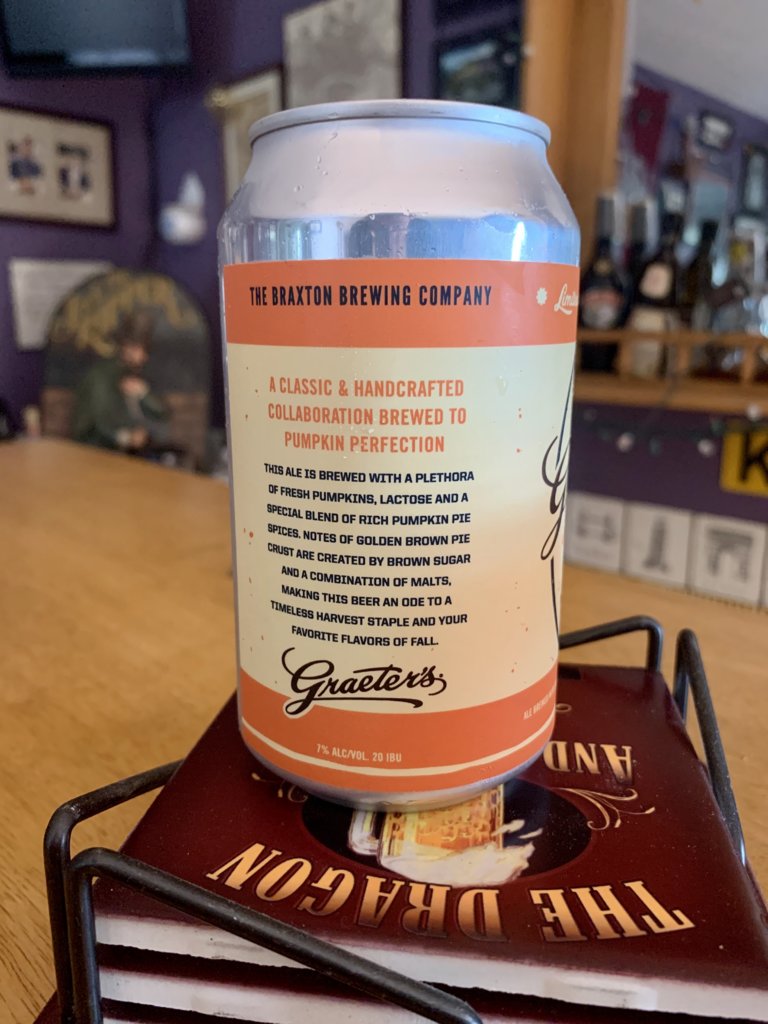 THE BRAXTON BREWING COMPANY
A CLASSIC & HANDCRAFTED
COLLABORATION BREWED TO
PUMPKIN PERFECTION
THIS ALE IS BREWED WITH A PLETHORA
OF FRESH PUMPKINS, LACTOSE AND A
SPECIAL BLEND OF RICH PUMPKIN PIE
SPICES. NOTES OF GOLDEN BROWN PIE
CRUST ARE CREATED BY BROWN SUGAR
AND A COMBINATION OF MALTS,
MAKING THIS BEER AN ODE TO A
TIMELESS HARVEST STAPLE AND YOUR
FAVORITE FLAVORS OF FALL.
Graeter's
7% ALC/VOL. 20 IBU
ALE BREWED
THE DRAGON
AND
K